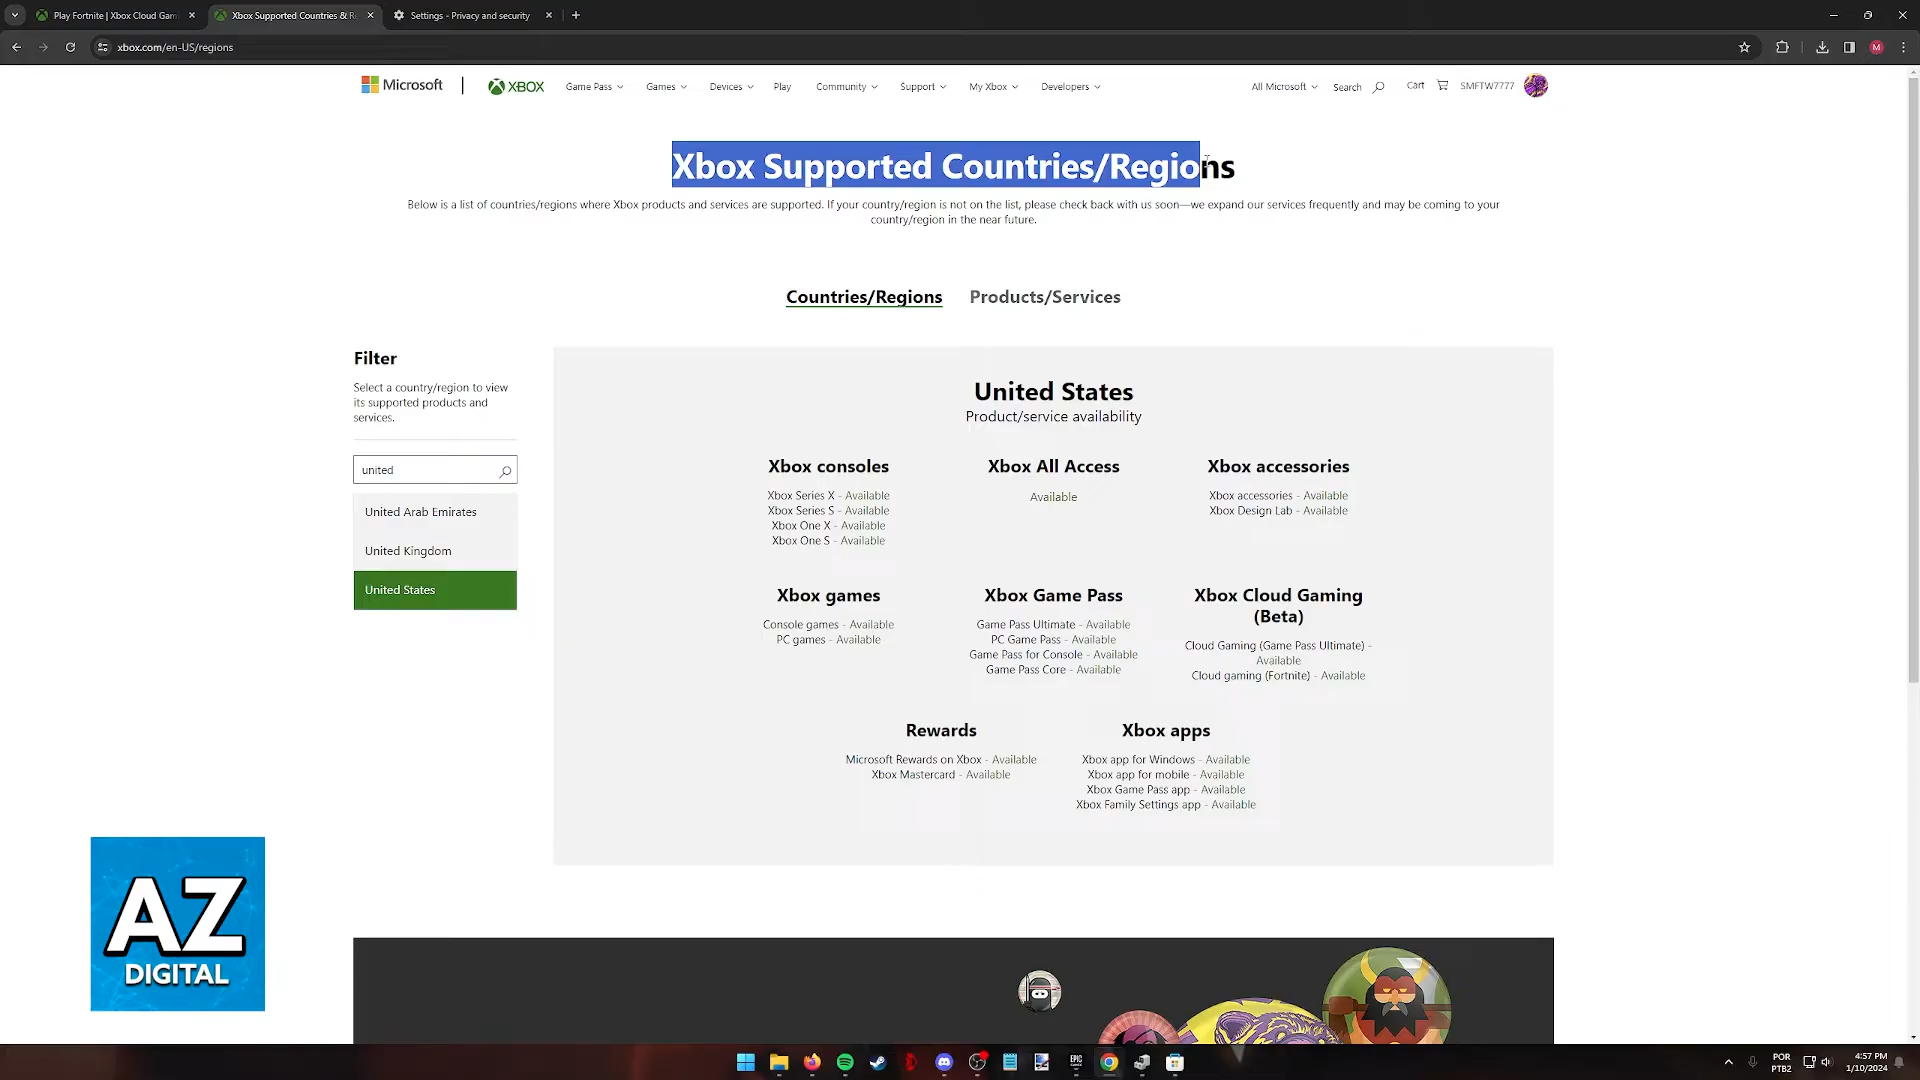 Play Fortnite | Xbox Cloud Gam
Xbox Supported Countries & Re
Settings - Privacy and security
xbox.com/en-US/regions
M
Microsoft
XBOX
Game Pass
Games
Devices
Play
Community
Support
My Xbox
Developers
All Microsoft
Search
Cart
SMFTW7777
Xbox Supported Countries/Regions
Below is a list of countries/regions where Xbox products and services are supported. If your country/region is not on the list, please check back with us soon—we expand our services frequently and may be coming to your
country/region in the near future.
Countries/Regions
Products/Services
Filter
Select a country/region to view
its supported products and
services.
united
United Arab Emirates
United Kingdom
United States
United States
Product/service availability
Xbox consoles
Xbox Series X - Available
Xbox Series S - Available
Xbox One X - Available
Xbox One S - Available
Xbox All Access
Available
Xbox accessories
Xbox accessories - Available
Xbox Design Lab - Available
Xbox games
Console games - Available
PC games - Available
Xbox Game Pass
Game Pass Ultimate - Available
PC Game Pass - Available
Game Pass for Console - Available
Game Pass Core - Available
Xbox Cloud Gaming
(Beta)
Cloud Gaming (Game Pass Ultimate) -
Available
Cloud gaming (Fortnite) - Available
Rewards
Microsoft Rewards on Xbox - Available
Xbox Mastercard - Available
Xbox apps
Xbox app for Windows - Available
Xbox app for mobile - Available
Xbox Game Pass app - Available
Xbox Family Settings app - Available
AZ
DIGITAL
EPIC
POR
PTB2
4:57 PM
1/10/2024